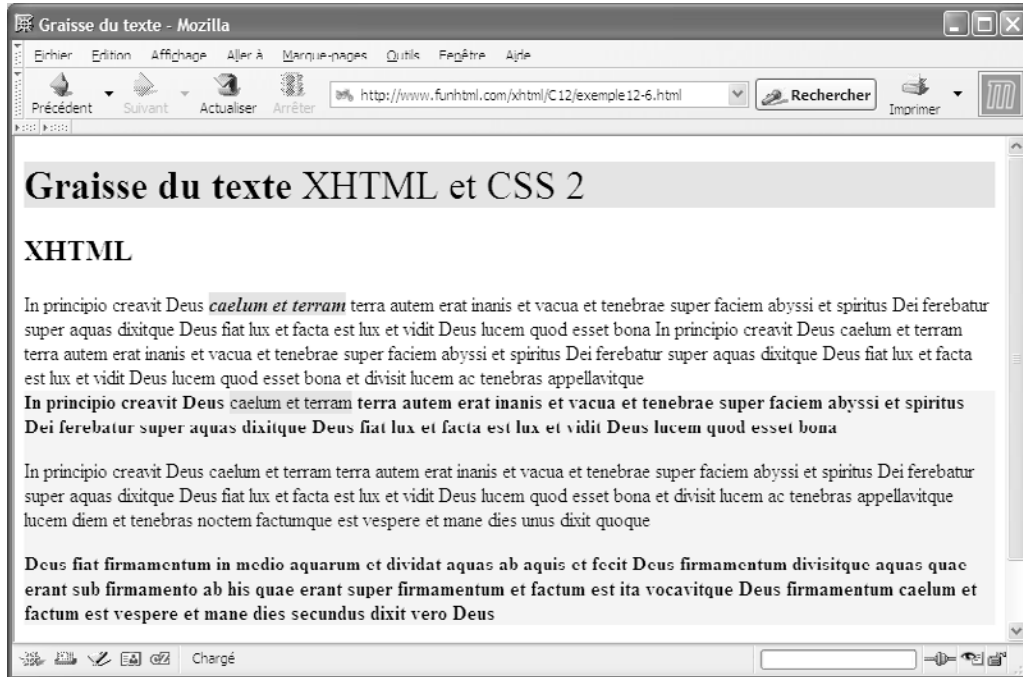 Graisse du texte - Mozilla
Fichier Edition Affichage Aller à Marque-pages Outils Fenêtre Aide
Précédent Suivant Actualiser Arrêter http://www.funhtml.com/xhtml/C12/exemple12-6.html Rechercher Imprimer
Graisse du texte XHTML et CSS 2
XHTML
In principio creavit Deus caelum et terram terra autem erat inanis et vacua et tenebrae super faciem abyssi et spiritus Dei ferebatur
super aquas dixitque Deus fiat lux et facta est lux et vidit Deus lucem quod esset bona In principio creavit Deus caelum et terram
terra autem erat inanis et vacua et tenebrae super faciem abyssi et spiritus Dei ferebatur super aquas dixitque Deus fiat lux et facta
est lux et vidit Deus lucem quod esset bona et divisit lucem ac tenebras appellavitque
In principio creavit Deus caelum et terram terra autem erat inanis et vacua et tenebrae super faciem abyssi et spiritus
Dei ferebatur super aquas dixitque Deus fiat lux et facta est lux et vidit Deus lucem quod esset bona
In principio creavit Deus caelum et terram terra autem erat inanis et vacua et tenebrae super faciem abyssi et spiritus Dei ferebatur
super aquas dixitque Deus fiat lux et facta est lux et vidit Deus lucem quod esset bona et divisit lucem ac tenebras appellavitque
lucem diem et tenebras noctem factumque est vespere et mane dies unus dixit quoque
Deus fiat firmamentum in medio aquarum et dividat aquas ab aquis et fecit Deus firmamentum divisitque aquas quae
erant sub firmamento ab his quae erant super firmamentum et factum est ita vocavitque Deus firmamentum caelum et
factum est vespere et mane dies secundus dixit vero Deus
Chargé